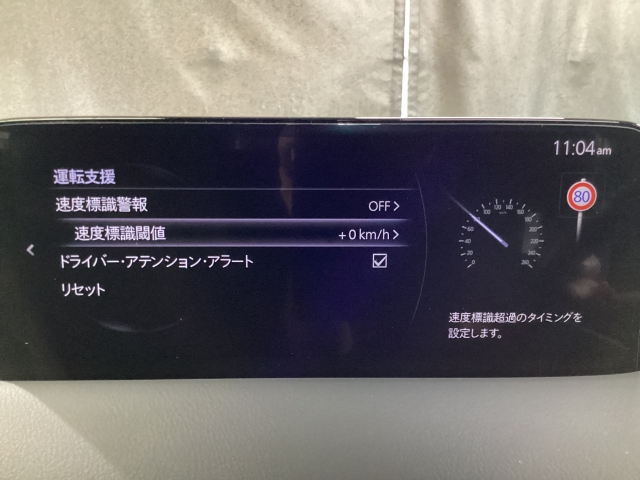 11:04 am
運転支援
速度標識警報 OFF
速度標識閾値 +0 km/h
ドライバー・アテンション・アラート
リセット
80
速度標識超過のタイミングを
設定します。